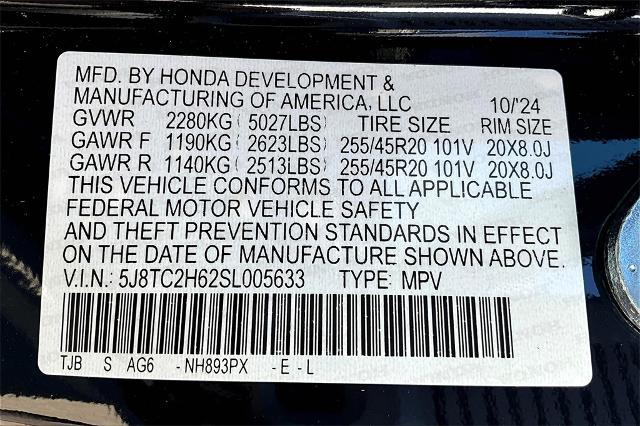 MFD. BY HONDA DEVELOPMENT &
MANUFACTURING OF AMERICA, LLC 10/'24
GVWR 2280KG ( 5027LBS) TIRE SIZE RIM SIZE
GAWR F 1190KG ( 2623LBS) 255/45R20 101V 20X8.0J
GAWR R 1140KG ( 2513LBS) 255/45R20 101V 20X8.0J
THIS VEHICLE CONFORMS TO ALL APPLICABLE
FEDERAL MOTOR VEHICLE SAFETY
AND THEFT PREVENTION STANDARDS IN EFFECT
ON THE DATE OF MANUFACTURE SHOWN ABOVE.
V.I.N.: 5J8TC2H62SL005633 TYPE: MPV
TJB S AG6 -NH893PX -E-L